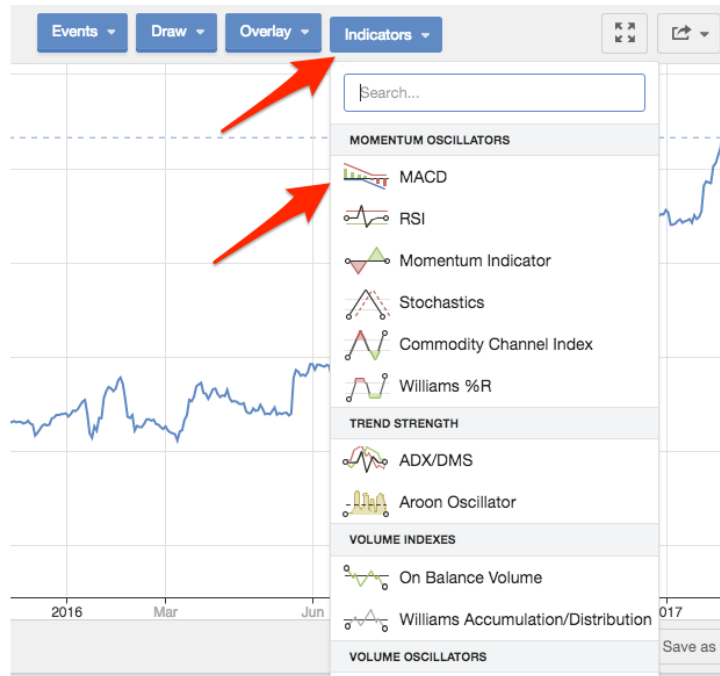 Events
Draw
Overlay
Indicators
Search...
MOMENTUM OSCILLATORS
MACD
RSI
Momentum Indicator
Stochastics
Commodity Channel Index
Williams %R
TREND STRENGTH
ADX/DMS
Aroon Oscillator
VOLUME INDEXES
On Balance Volume
Williams Accumulation/Distribution
VOLUME OSCILLATORS
2016
Mar
Jun
017
Save as